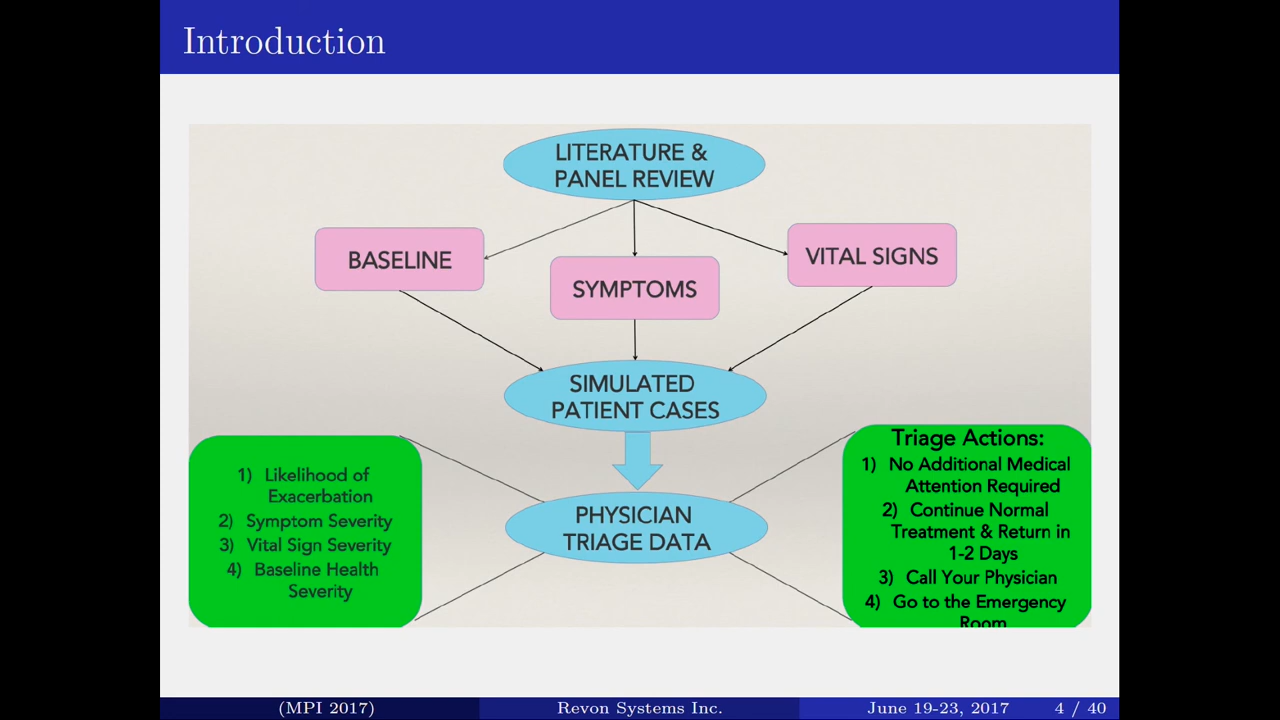 Introduction
LITERATURE &
PANEL REVIEW
BASELINE
SYMPTOMS
VITAL SIGNS
SIMULATED
PATIENT CASES
1) Likelihood of
Exacerbation
2) Symptom Severity
3) Vital Sign Severity
4) Baseline Health
Severity
PHYSICIAN
TRIAGE DATA
Triage Actions:
1) No Additional Medical
Attention Required
2) Continue Normal
Treatment & Return in
1-2 Days
3) Call Your Physician
4) Go to the Emergency
Room
(MPI 2017)
Revon Systems Inc.
June 19-23, 2017
4 / 40